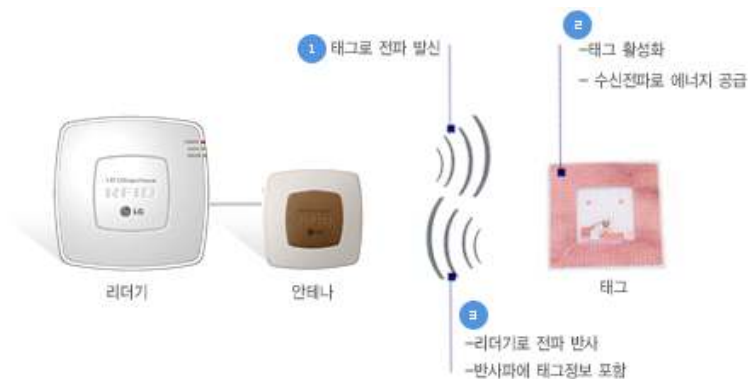 1 태그로 전파 발신
2
-태그 활성화
- 수신전파로 에너지 공급
RFID
LG
리더기
안테나
태그
3
-리더기로 전파 반사
-반사파에 태그정보 포함